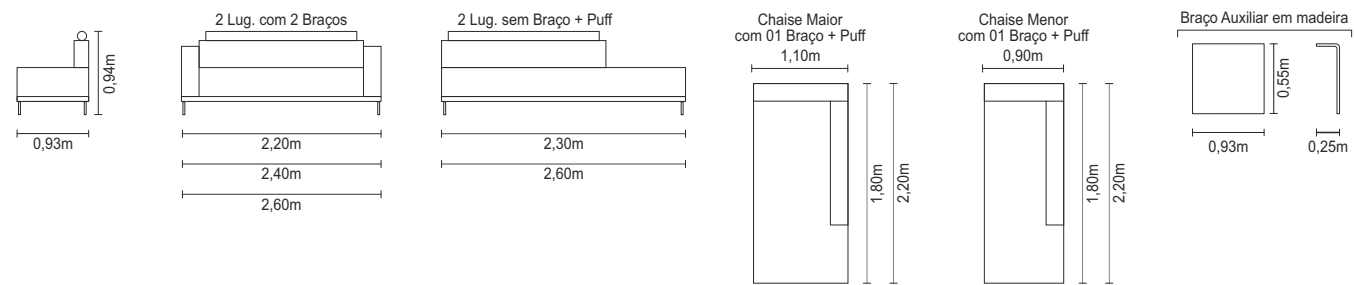 0,94m
0,93m
2 Lug. com 2 Braços
2,20m
2,40m
2,60m
2 Lug. sem Braço + Puff
2,30m
2,60m
Chaise Maior
com 01 Braço + Puff
1,10m
1,80m
2,20m
Chaise Menor
com 01 Braço + Puff
0,90m
1,80m
2,20m
Braço Auxiliar em madeira
0,55m
0,93m
0,25m